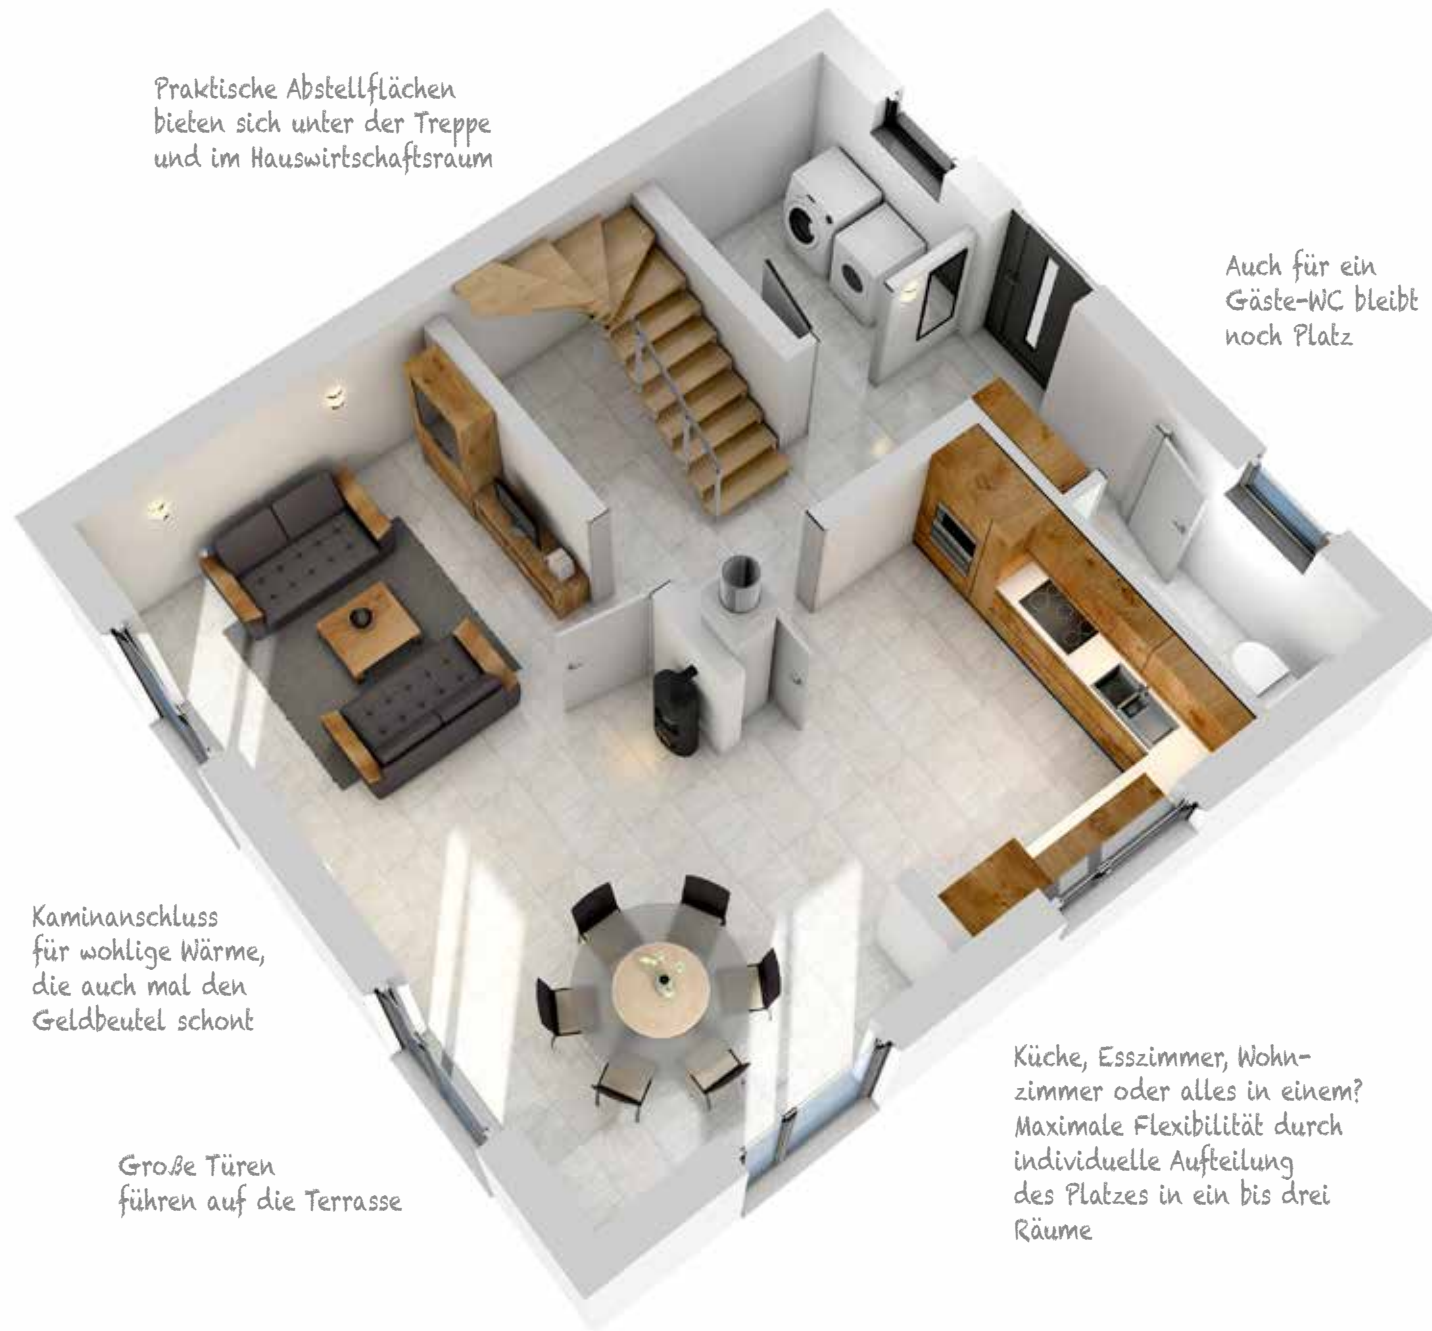 Praktische Abstellflächen
bieten sich unter der Treppe
und im Hauswirtschaftsraum
Auch für ein
Gäste-WC bleibt
noch Platz
Kaminanschluss
für wohlige Wärme,
die auch mal den
Geldbeutel schont
Küche, Esszimmer, Wohn-
zimmer oder alles in einem?
Maximale Flexibilität durch
individuelle Aufteilung
des Platzes in ein bis drei
Räume
Große Türen
führen auf die Terrasse